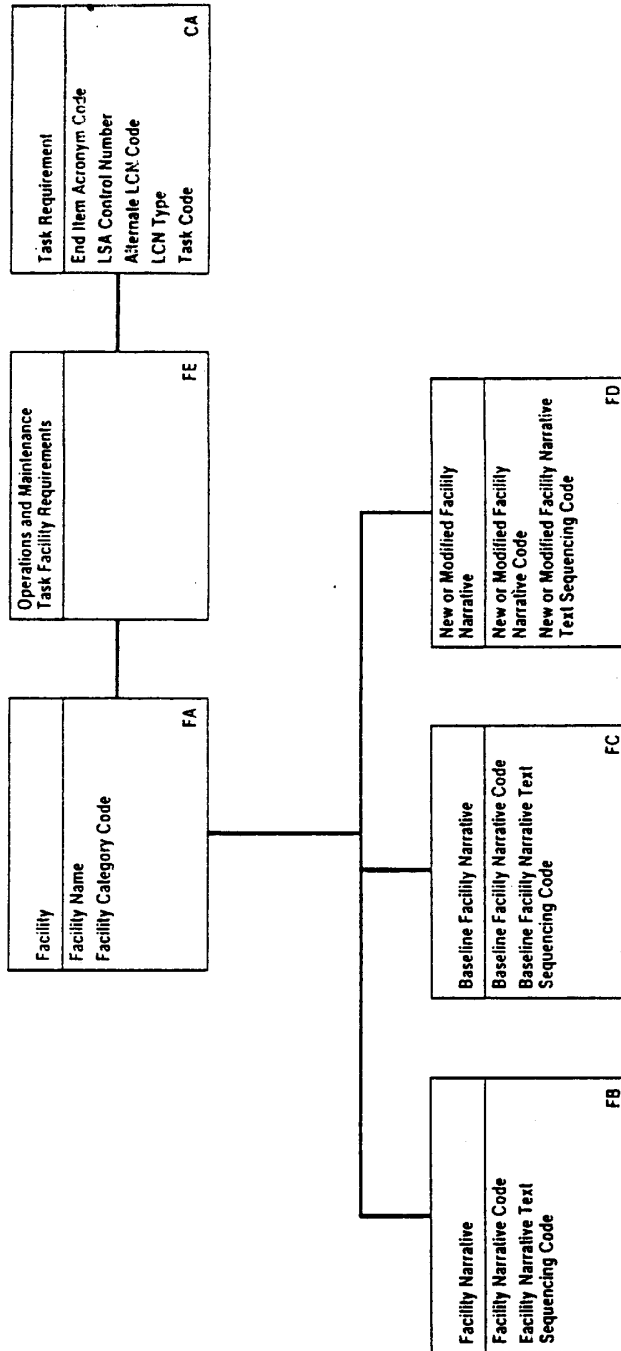 Facility
Facility Name
Facility Category Code
FA
Operations and Maintenance
Task Facility Requirements
FE
Task Requirement
End Item Acronym Code
LSA Control Number
Alternate LCN Code
LCN Type
Task Code
CA
Facility Narrative
Facility Narrative Code
Facility Narrative Text
Sequencing Code
FB
Baseline Facility Narrative
Baseline Facility Narrative Code
Baseline Facility Narrative Text
Sequencing Code
FC
New or Modified Facility
Narrative
New or Modified Facility
Narrative Code
New or Modified Facility Narrative
Text Sequencing Code
FD